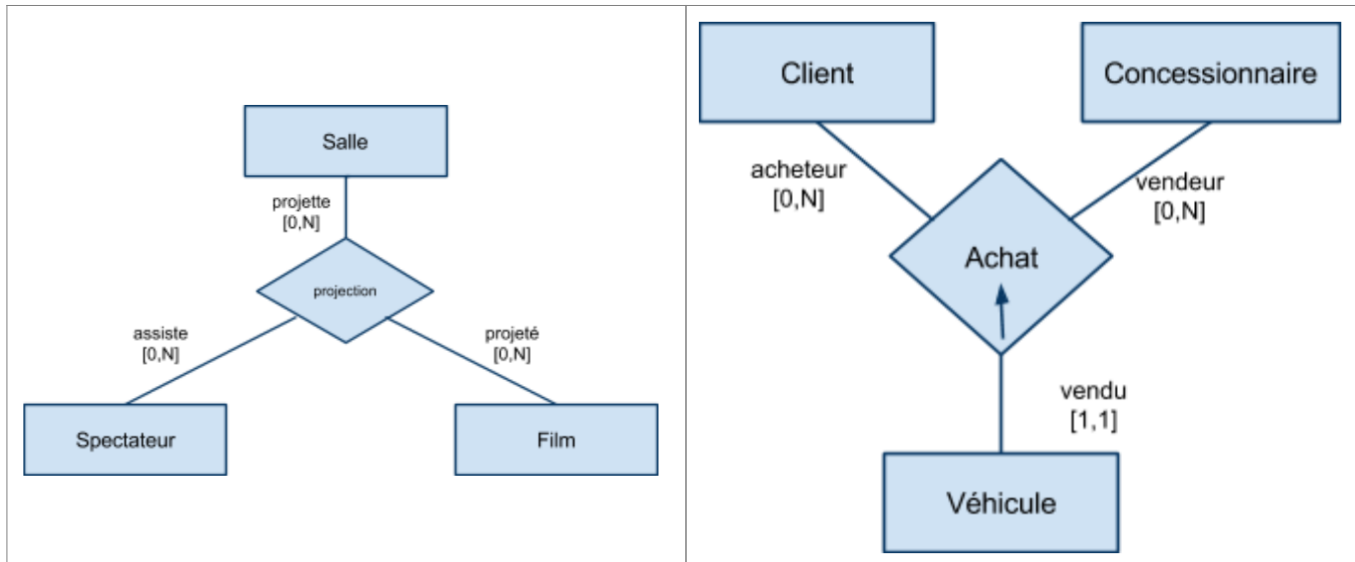 Salle
projette
[0,N]
projection
assiste
[0,N]
projeté
[0,N]
Spectateur
Film
Client
Concessionnaire
acheteur
[0,N]
vendeur
[0,N]
Achat
vendu
[1,1]
Véhicule